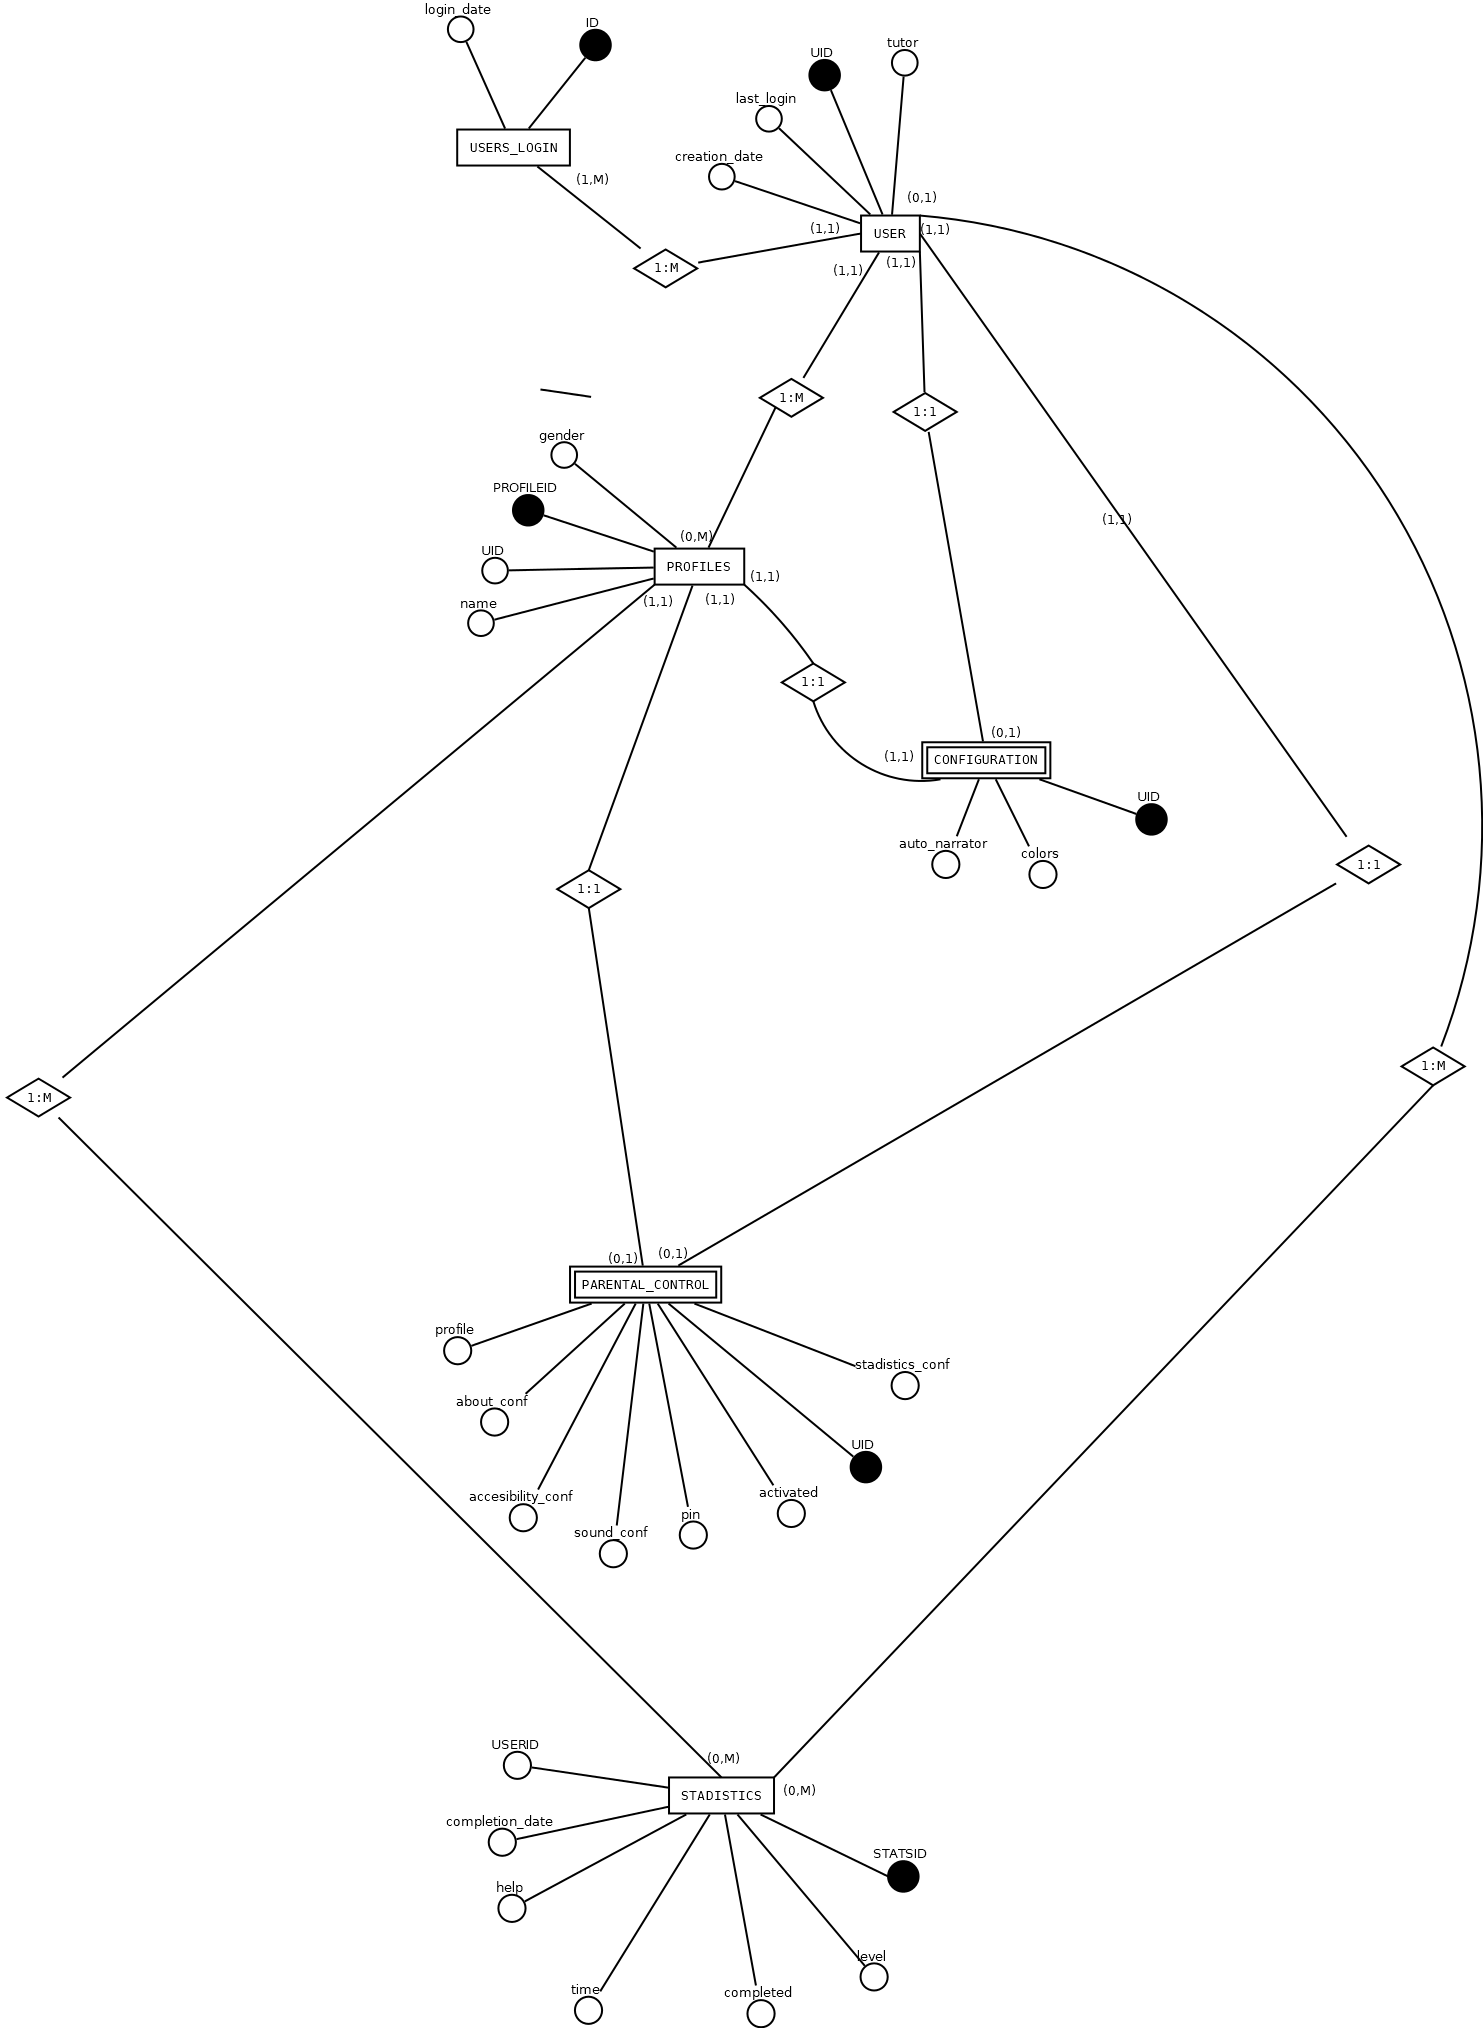 login_date
ID
tutor
UID
last_login
creation_date
USERS_LOGIN
(1,M)
(0,1)
(1,1)
USER
(1,1)
1:M
(1,1)
(1,1)
1:M
1:1
gender
PROFILEID
UID
name
(0,M)
PROFILES
(1,1)
(1,1)
(1,1)
(1,1)
1:1
(0,1)
(1,1)
CONFIGURATION
UID
auto_narrator
colors
1:1
1:1
1:M
1:M
(0,1)
(0,1)
PARENTAL_CONTROL
profile
stadistics_conf
about_conf
UID
accesibility_conf
activated
pin
sound_conf
USERID
(0,M)
STADISTICS
(0,M)
completion_date
STATSID
help
level
time
completed